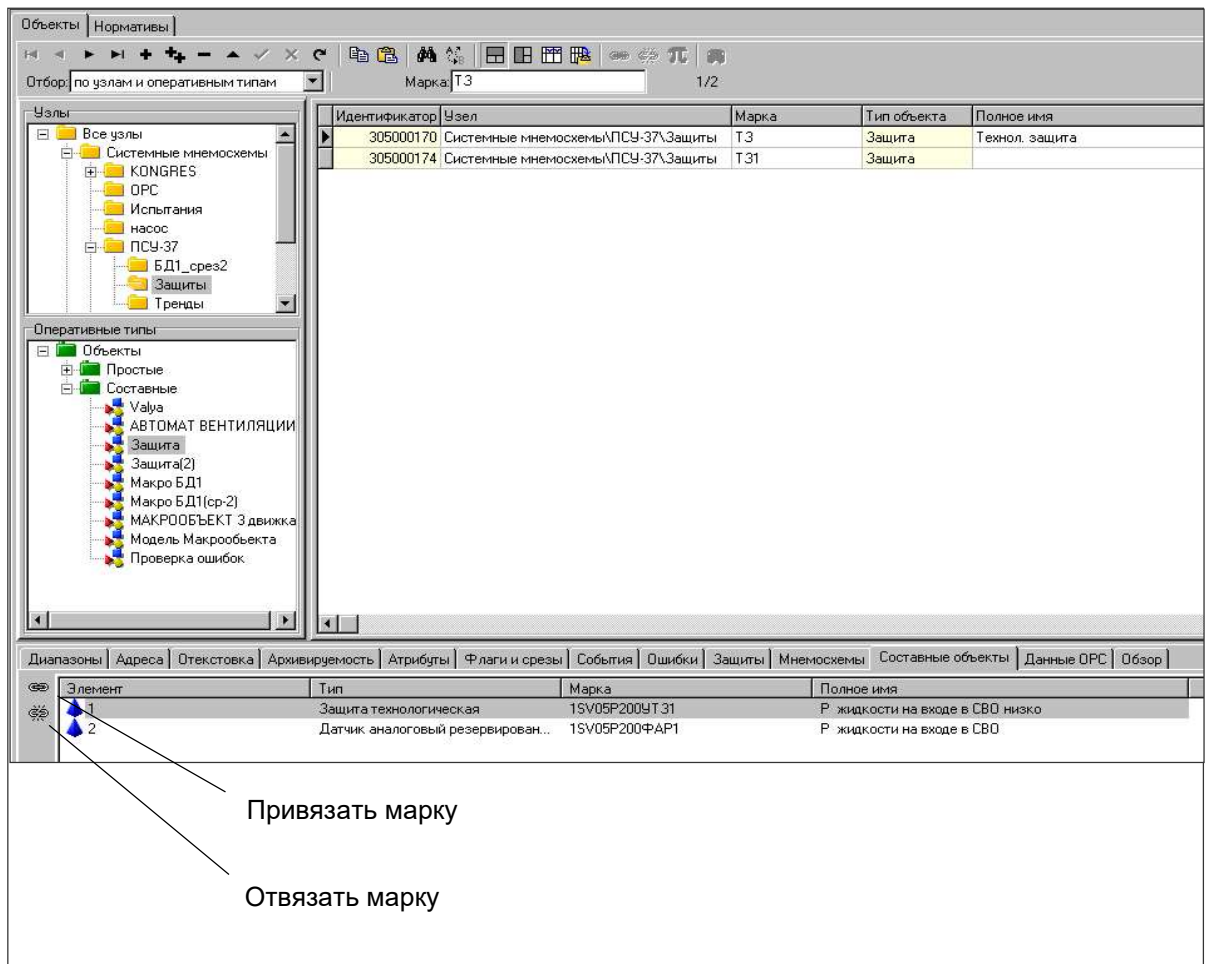 Объекты Нормативы
Отбор: по узлам и оперативным типам Марка: ТЗ 1/2
Узлы
Все узлы
Системные мнемосхемы
KONGRES
OPC
Испытания
насос
ПСУ-37
БД1_срез2
Защиты
Тренды
Идентификатор Узел Марка Тип объекта Полное имя
305000170 Системные мнемосхемы\ПСУ-37\Защиты ТЗ Защита Технол. защита
305000174 Системные мнемосхемы\ПСУ-37\Защиты ТЗ1 Защита
Оперативные типы
Объекты
Простые
Составные
Valya
АВТОМАТ ВЕНТИЛЯЦИИ
Защита
Защита(2)
Макро БД1
Макро БД1(ср-2)
МАКРООБЪЕКТ 3 движка
Модель Макрообьекта
Проверка ошибок
Диапазоны Адреса Отекстовка Архивируемость Атрибуты Флаги и срезы События Ошибки Защиты Мнемосхемы Составные объекты Данные OPC Обзор
Элемент Тип Марка Полное имя
1 Защита технологическая 1SV05P200УТЗ1 Р жидкости на входе в СВО низко
2 Датчик аналоговый резервирован... 1SV05P200ФАР1 Р жидкости на входе в СВО
Привязать марку
Отвязать марку